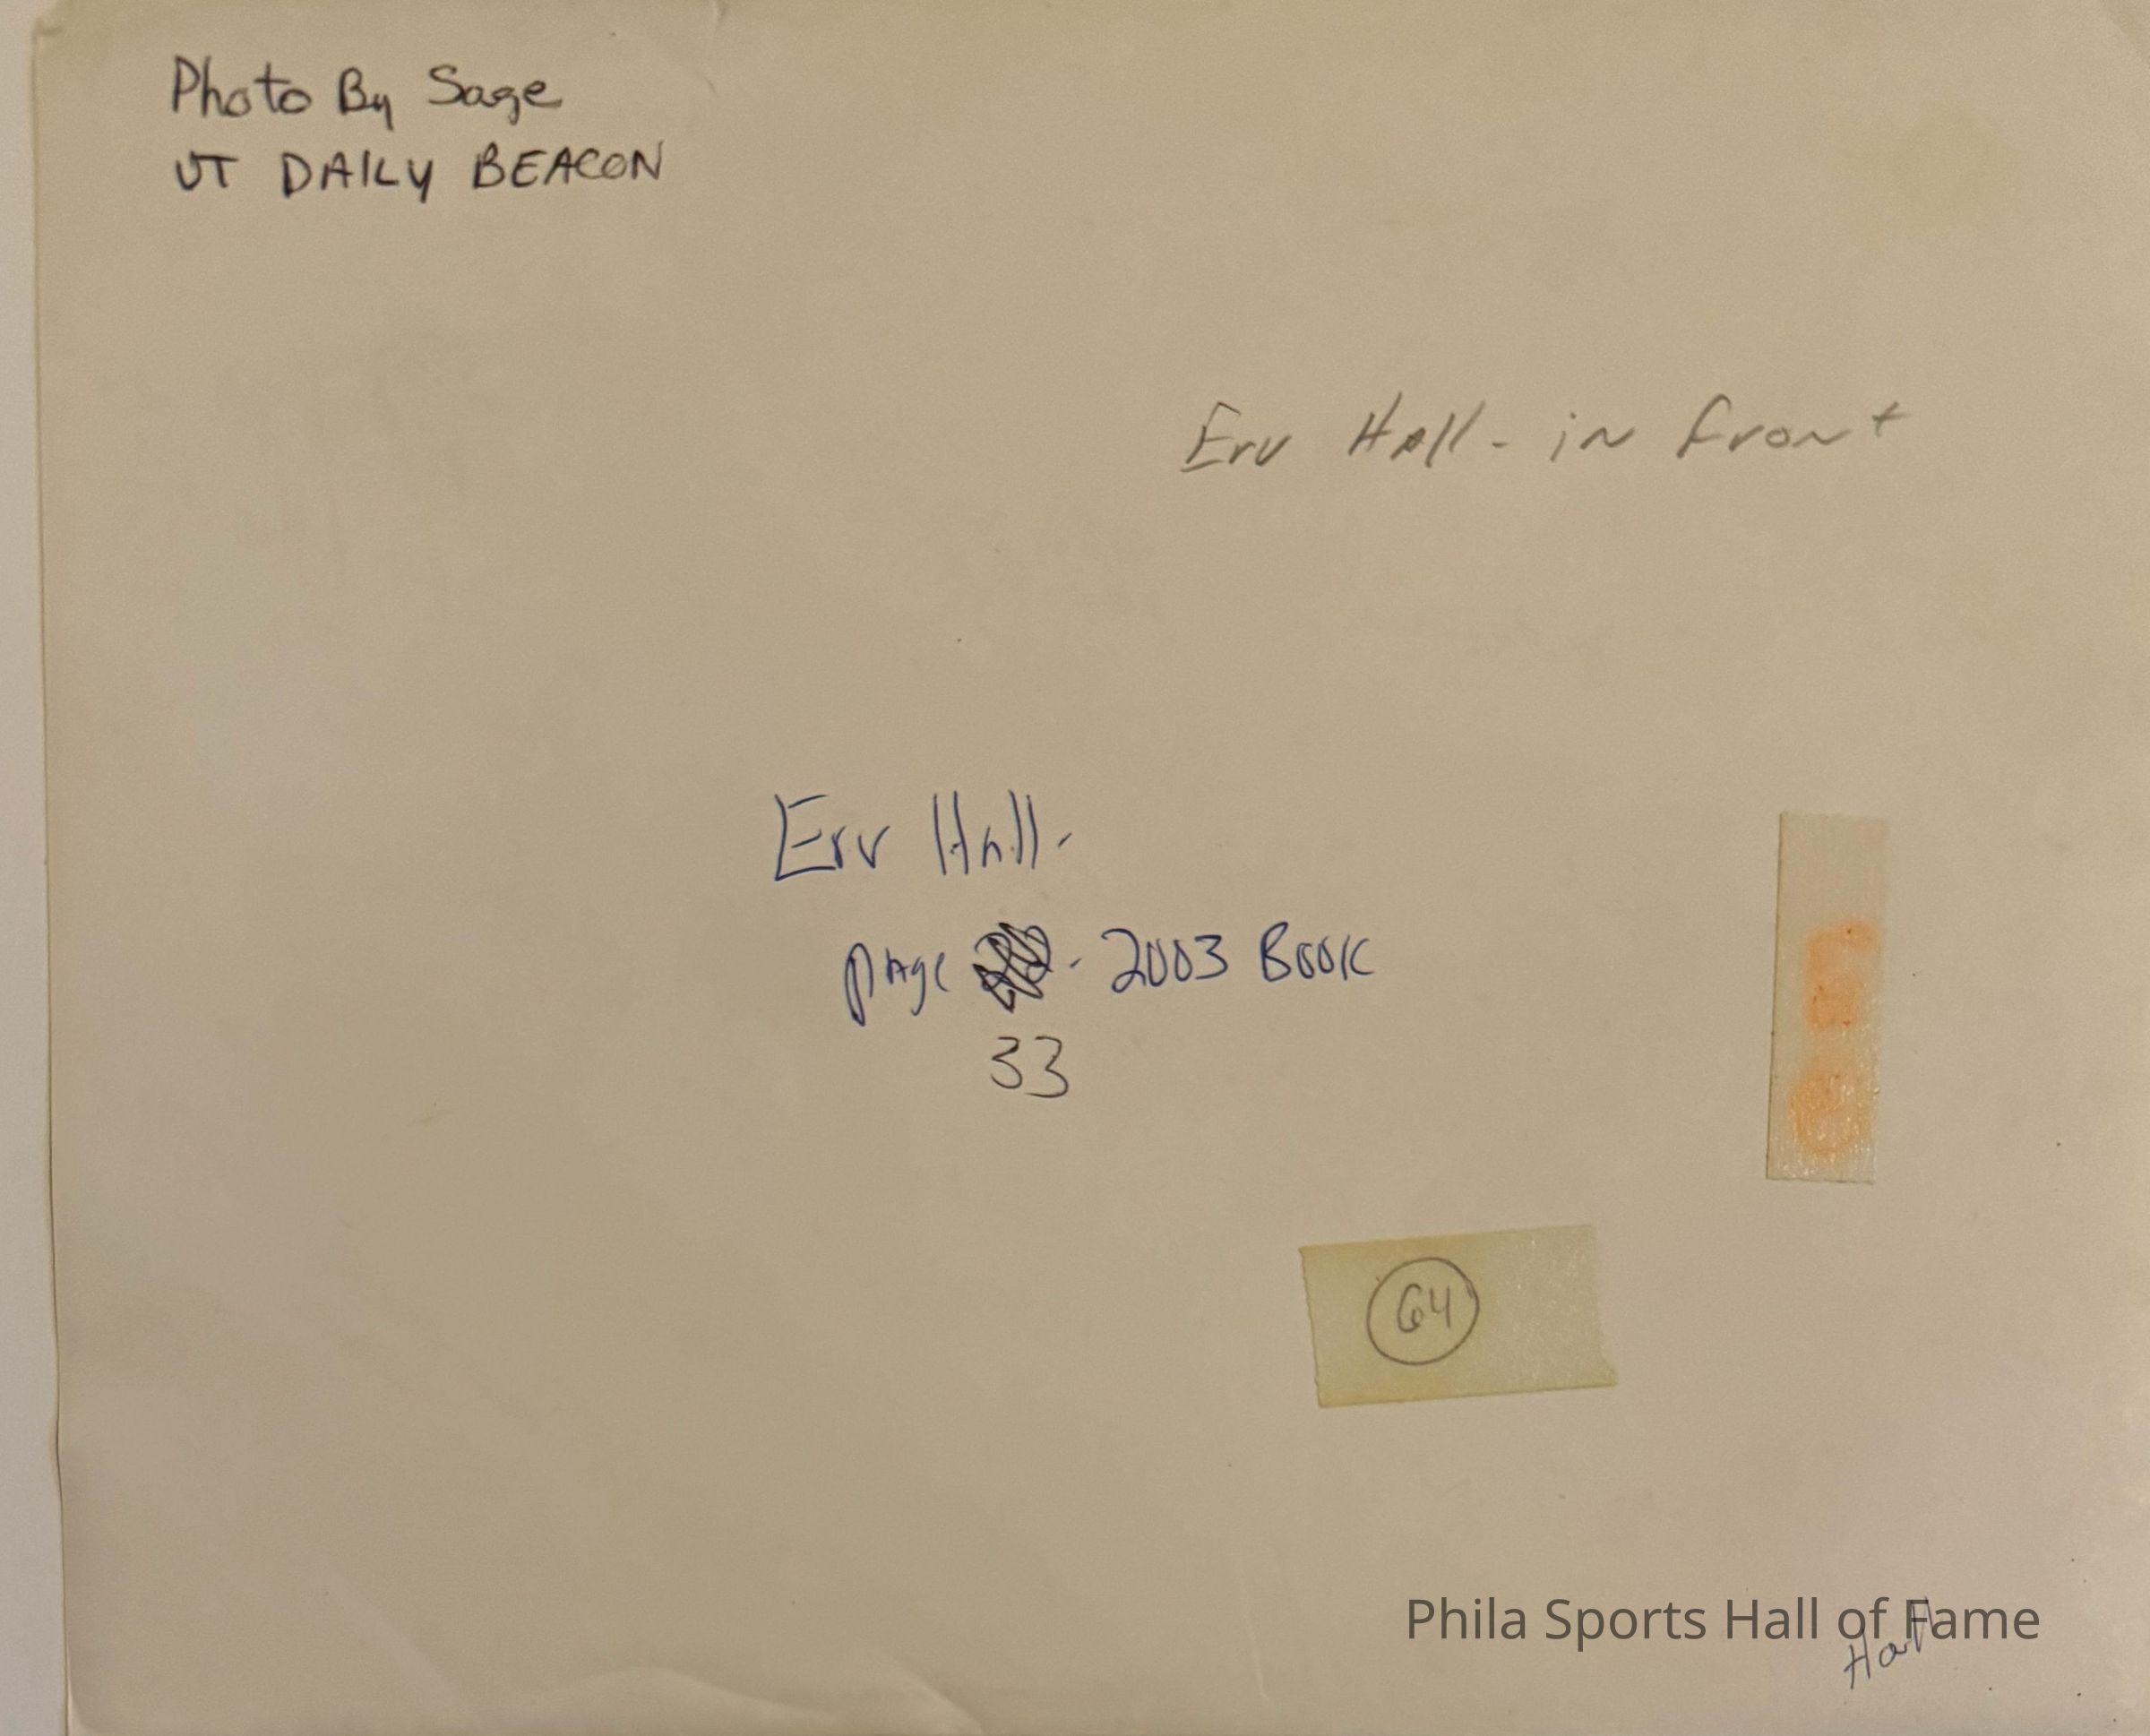 Photo By Sage
UT DAILY BEACON
Erv Hall - in front
Erv Hall -
page - 2003 Book
33
64
Phila Sports Hall of Fame